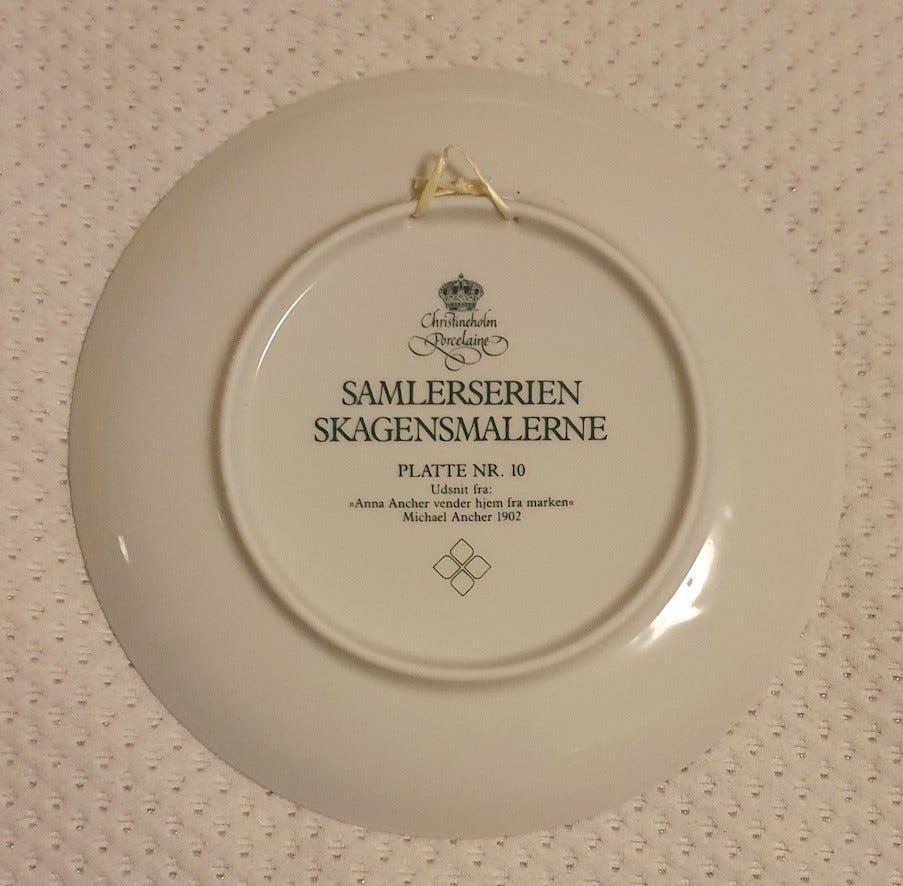 Christineholm
Porcelaine
SAMLERSERIEN
SKAGENSMALERNE
PLATTE NR. 10
Udsnit fra:
»Anna Ancher vender hjem fra marken«
Michael Ancher 1902